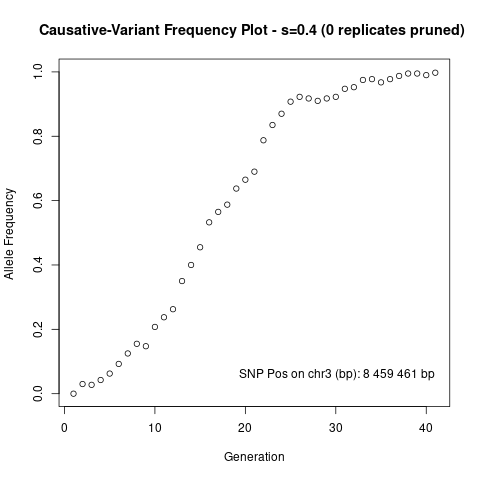 Causative-Variant Frequency Plot - s=0.4 (0 replicates pruned)
Allele Frequency
1.0
0.8
0.6
0.4
0.2
0.0
SNP Pos on chr3 (bp): 8 459 461 bp
0 10 20 30 40
Generation